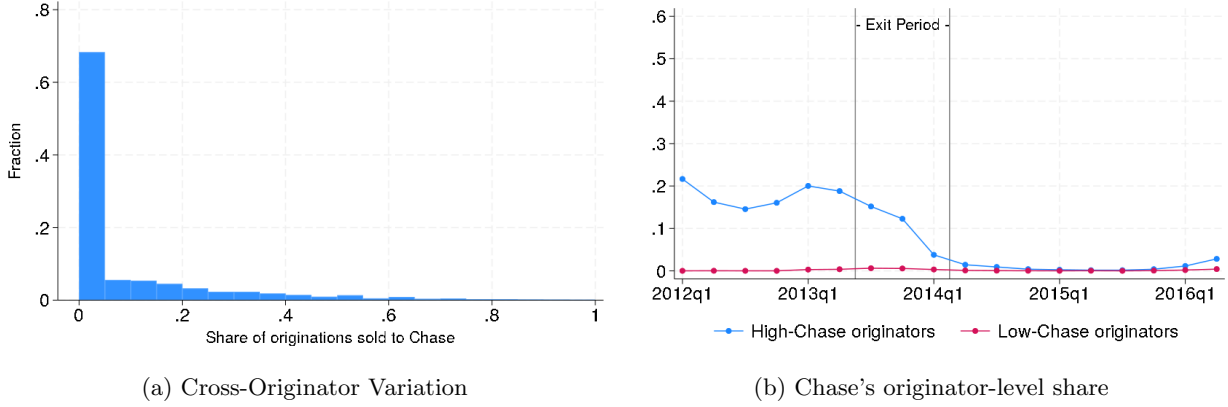 .8
.6
.4
.2
0
Fraction
0 .2 .4 .6 .8 1
Share of originations sold to Chase
(a) Cross-Originator Variation
.6
.5
.4
.3
.2
.1
0
- Exit Period -
2012q1 2013q1 2014q1 2015q1 2016q1
High-Chase originators Low-Chase originators
(b) Chase's originator-level share